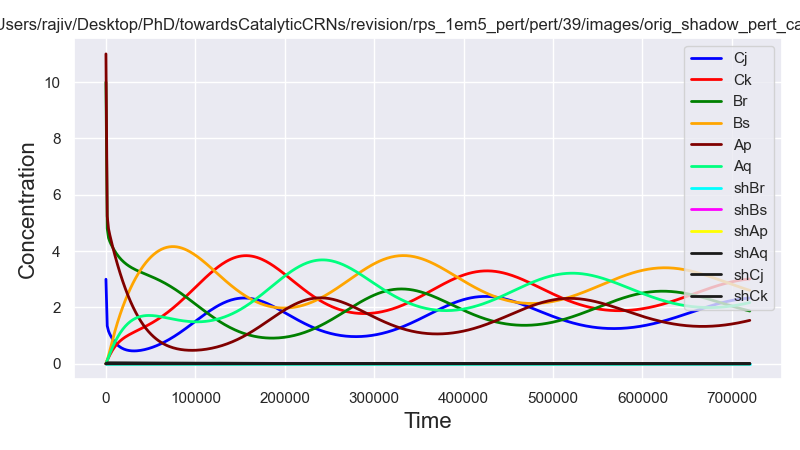 Users/rajiv/Desktop/PhD/towardsCatalyticCRNs/revision/rps_1em5_pert/pert/39/images/orig_shadow_pert_ca
Concentration
10
8
6
4
2
0
0
100000
200000
300000
400000
500000
600000
700000
Time
Cj
Ck
Br
Bs
Ap
Aq
shBr
shBs
shAp
shAq
shCj
shCk